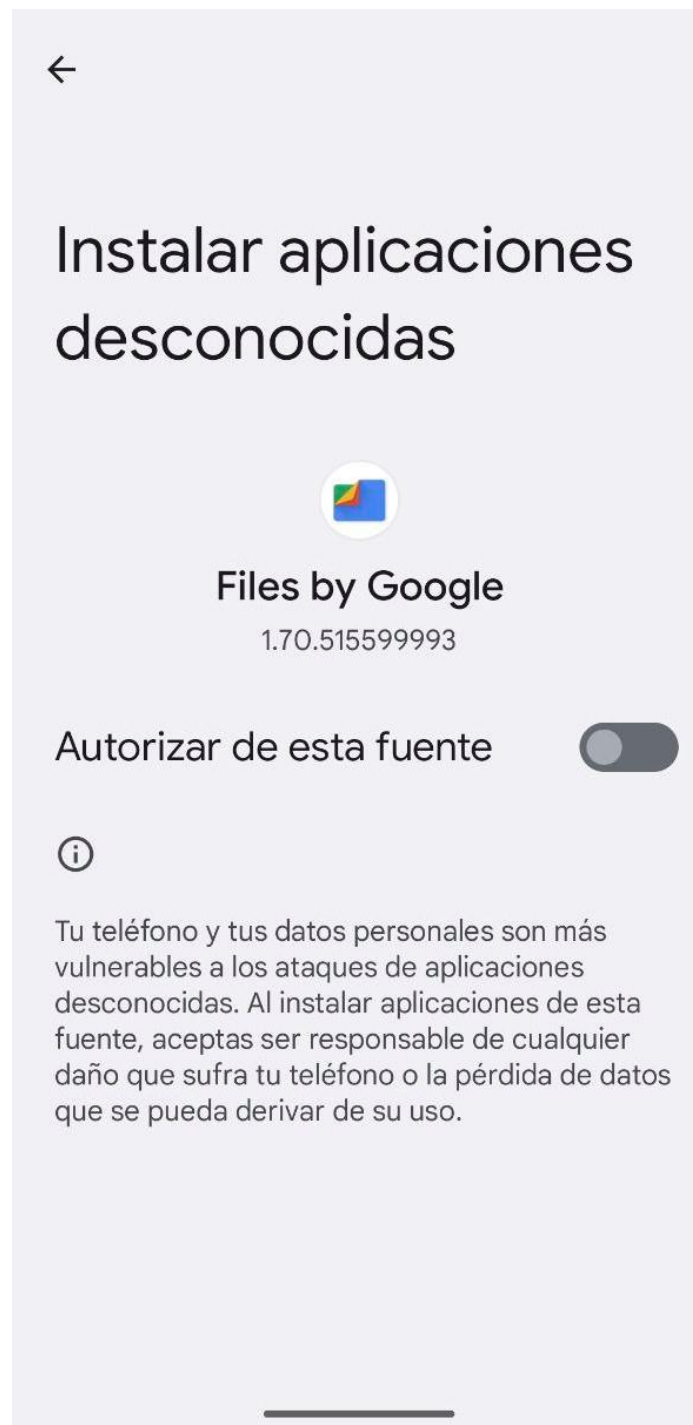 Instalar aplicaciones
desconocidas
Files by Google
1.70.515599993
Autorizar de esta fuente
Tu teléfono y tus datos personales son más
vulnerables a los ataques de aplicaciones
desconocidas. Al instalar aplicaciones de esta
fuente, aceptas ser responsable de cualquier
daño que sufra tu teléfono o la pérdida de datos
que se pueda derivar de su uso.